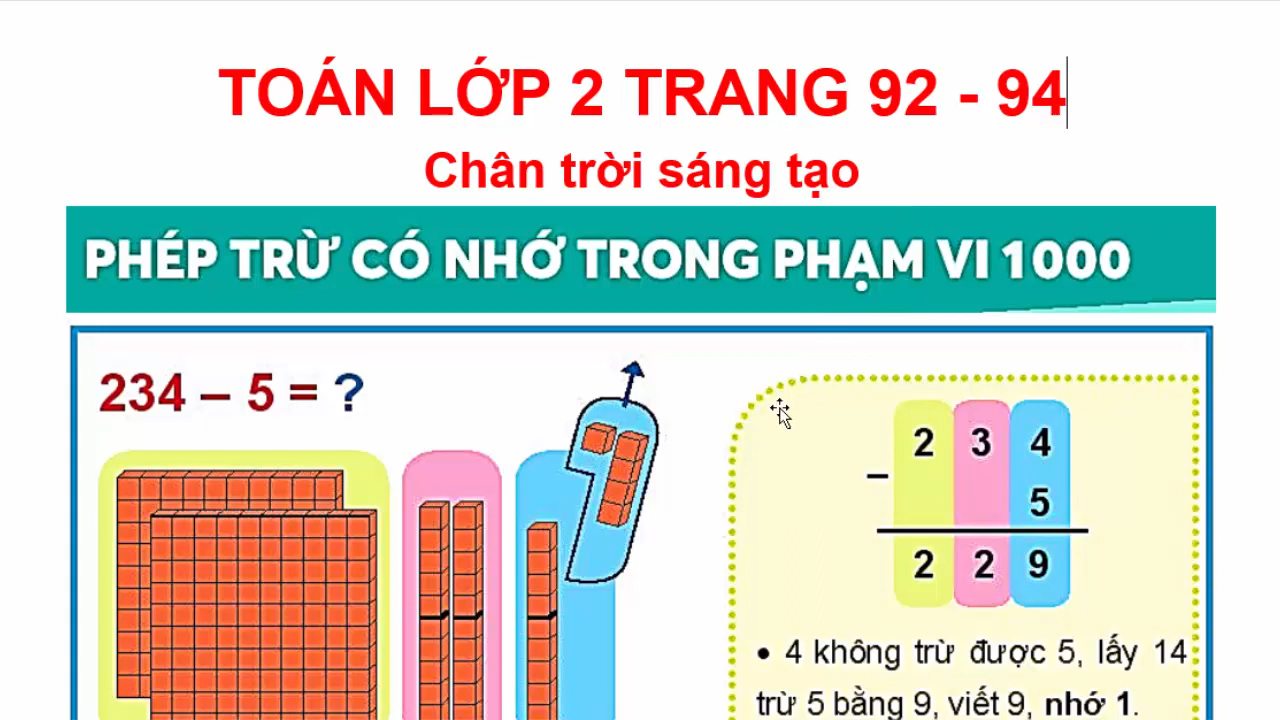 TOÁN LỚP 2 TRANG 92 - 94
Chân trời sáng tạo
PHÉP TRỪ CÓ NHỚ TRONG PHẠM VI 1000
234 – 5 = ?
2 3 4
–
5
2 2 9
• 4 không trừ được 5, lấy 14
trừ 5 bằng 9, viết 9, nhớ 1.